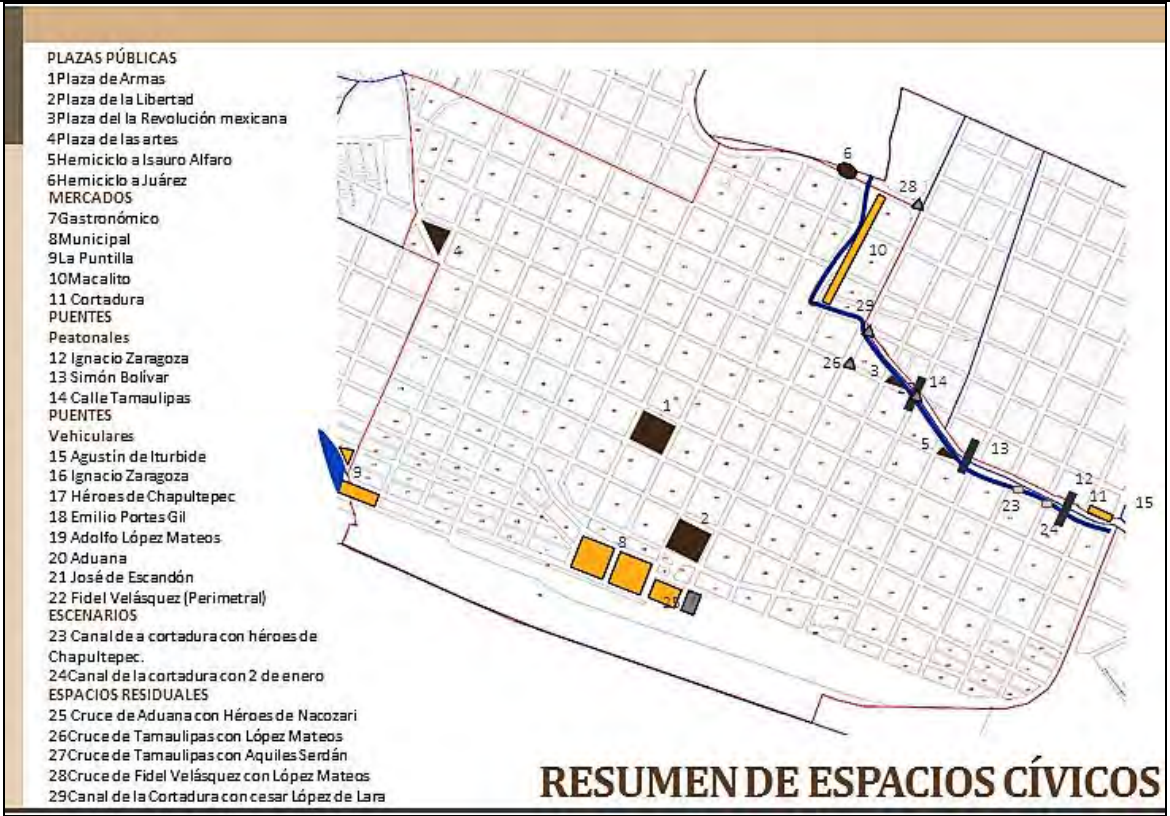 PLAZAS PÚBLICAS
1Plaza de Armas
2Plaza de la Libertad
3Plaza del la Revolución mexicana
4Plaza de las artes
5Hemiciclo a Isauro Alfaro
6Hemiciclo a Juárez
MERCADOS
7Gastronómico
8Municipal
9La Puntilla
10Macalito
11 Cortadura
PUENTES
Peatonales
12 Ignacio Zaragoza
13 Simón Bolívar
14 Calle Tamaulipas
PUENTES
Vehiculares
15 Agustín de Iturbide
16 Ignacio Zaragoza
17 Héroes de Chapultepec
18 Emilio Portes Gil
19 Adolfo López Mateos
20 Aduana
21 José de Escandón
22 Fidel Velásquez (Perimetral)
ESCENARIOS
23 Canal de a cortadura con héroes de
Chapultepec.
24Canal de la cortadura con 2 de enero
ESPACIOS RESIDUALES
25 Cruce de Aduana con Héroes de Nacozari
26Cruce de Tamaulipas con López Mateos
27Cruce de Tamaulipas con Aquiles Serdán
28Cruce de Fidel Velásquez con López Mateos
29Canal de la Cortadura con cesar López de Lara
6
28
4
10
29
26
3
14
1
5
13
9
12
11
15
23
24
2
8
25
RESUMEN DE ESPACIOS CÍVICOS